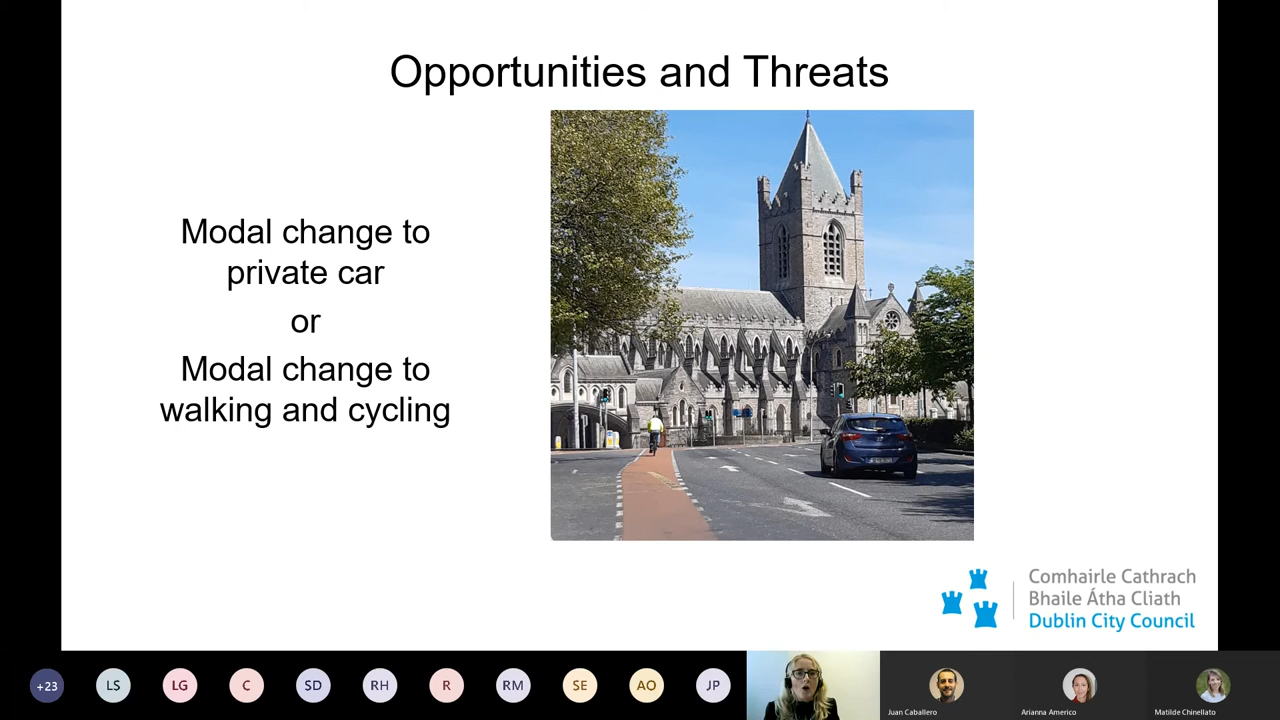 Opportunities and Threats
Modal change to
private car
or
Modal change to
walking and cycling
Comhairle Cathrach
Bhaile Átha Cliath
Dublin City Council
+23
LS
LG
C
SD
RH
R
RM
SE
AO
JP
Juan Caballero
Arianna Americo
Matilde Chinellato